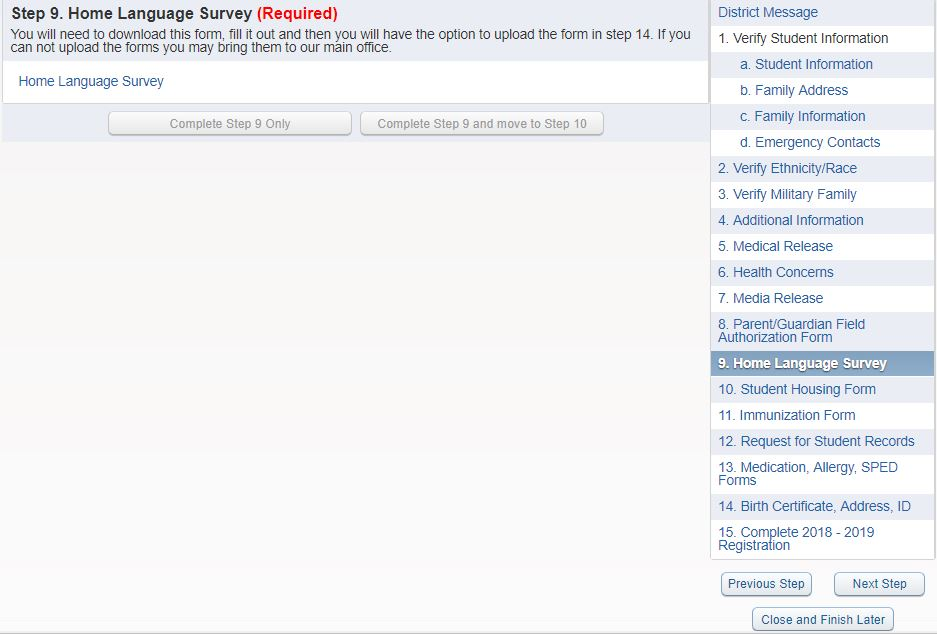 Step 9. Home Language Survey (Required)
You will need to download this form, fill it out and then you will have the option to upload the form in step 14. If you
can not upload the forms you may bring them to our main office.
Home Language Survey
Complete Step 9 Only
Complete Step 9 and move to Step 10
District Message
1. Verify Student Information
a. Student Information
b. Family Address
c. Family Information
d. Emergency Contacts
2. Verify Ethnicity/Race
3. Verify Military Family
4. Additional Information
5. Medical Release
6. Health Concerns
7. Media Release
8. Parent/Guardian Field
Authorization Form
9. Home Language Survey
10. Student Housing Form
11. Immunization Form
12. Request for Student Records
13. Medication, Allergy, SPED
Forms
14. Birth Certificate, Address, ID
15. Complete 2018 - 2019
Registration
Previous Step
Next Step
Close and Finish Later